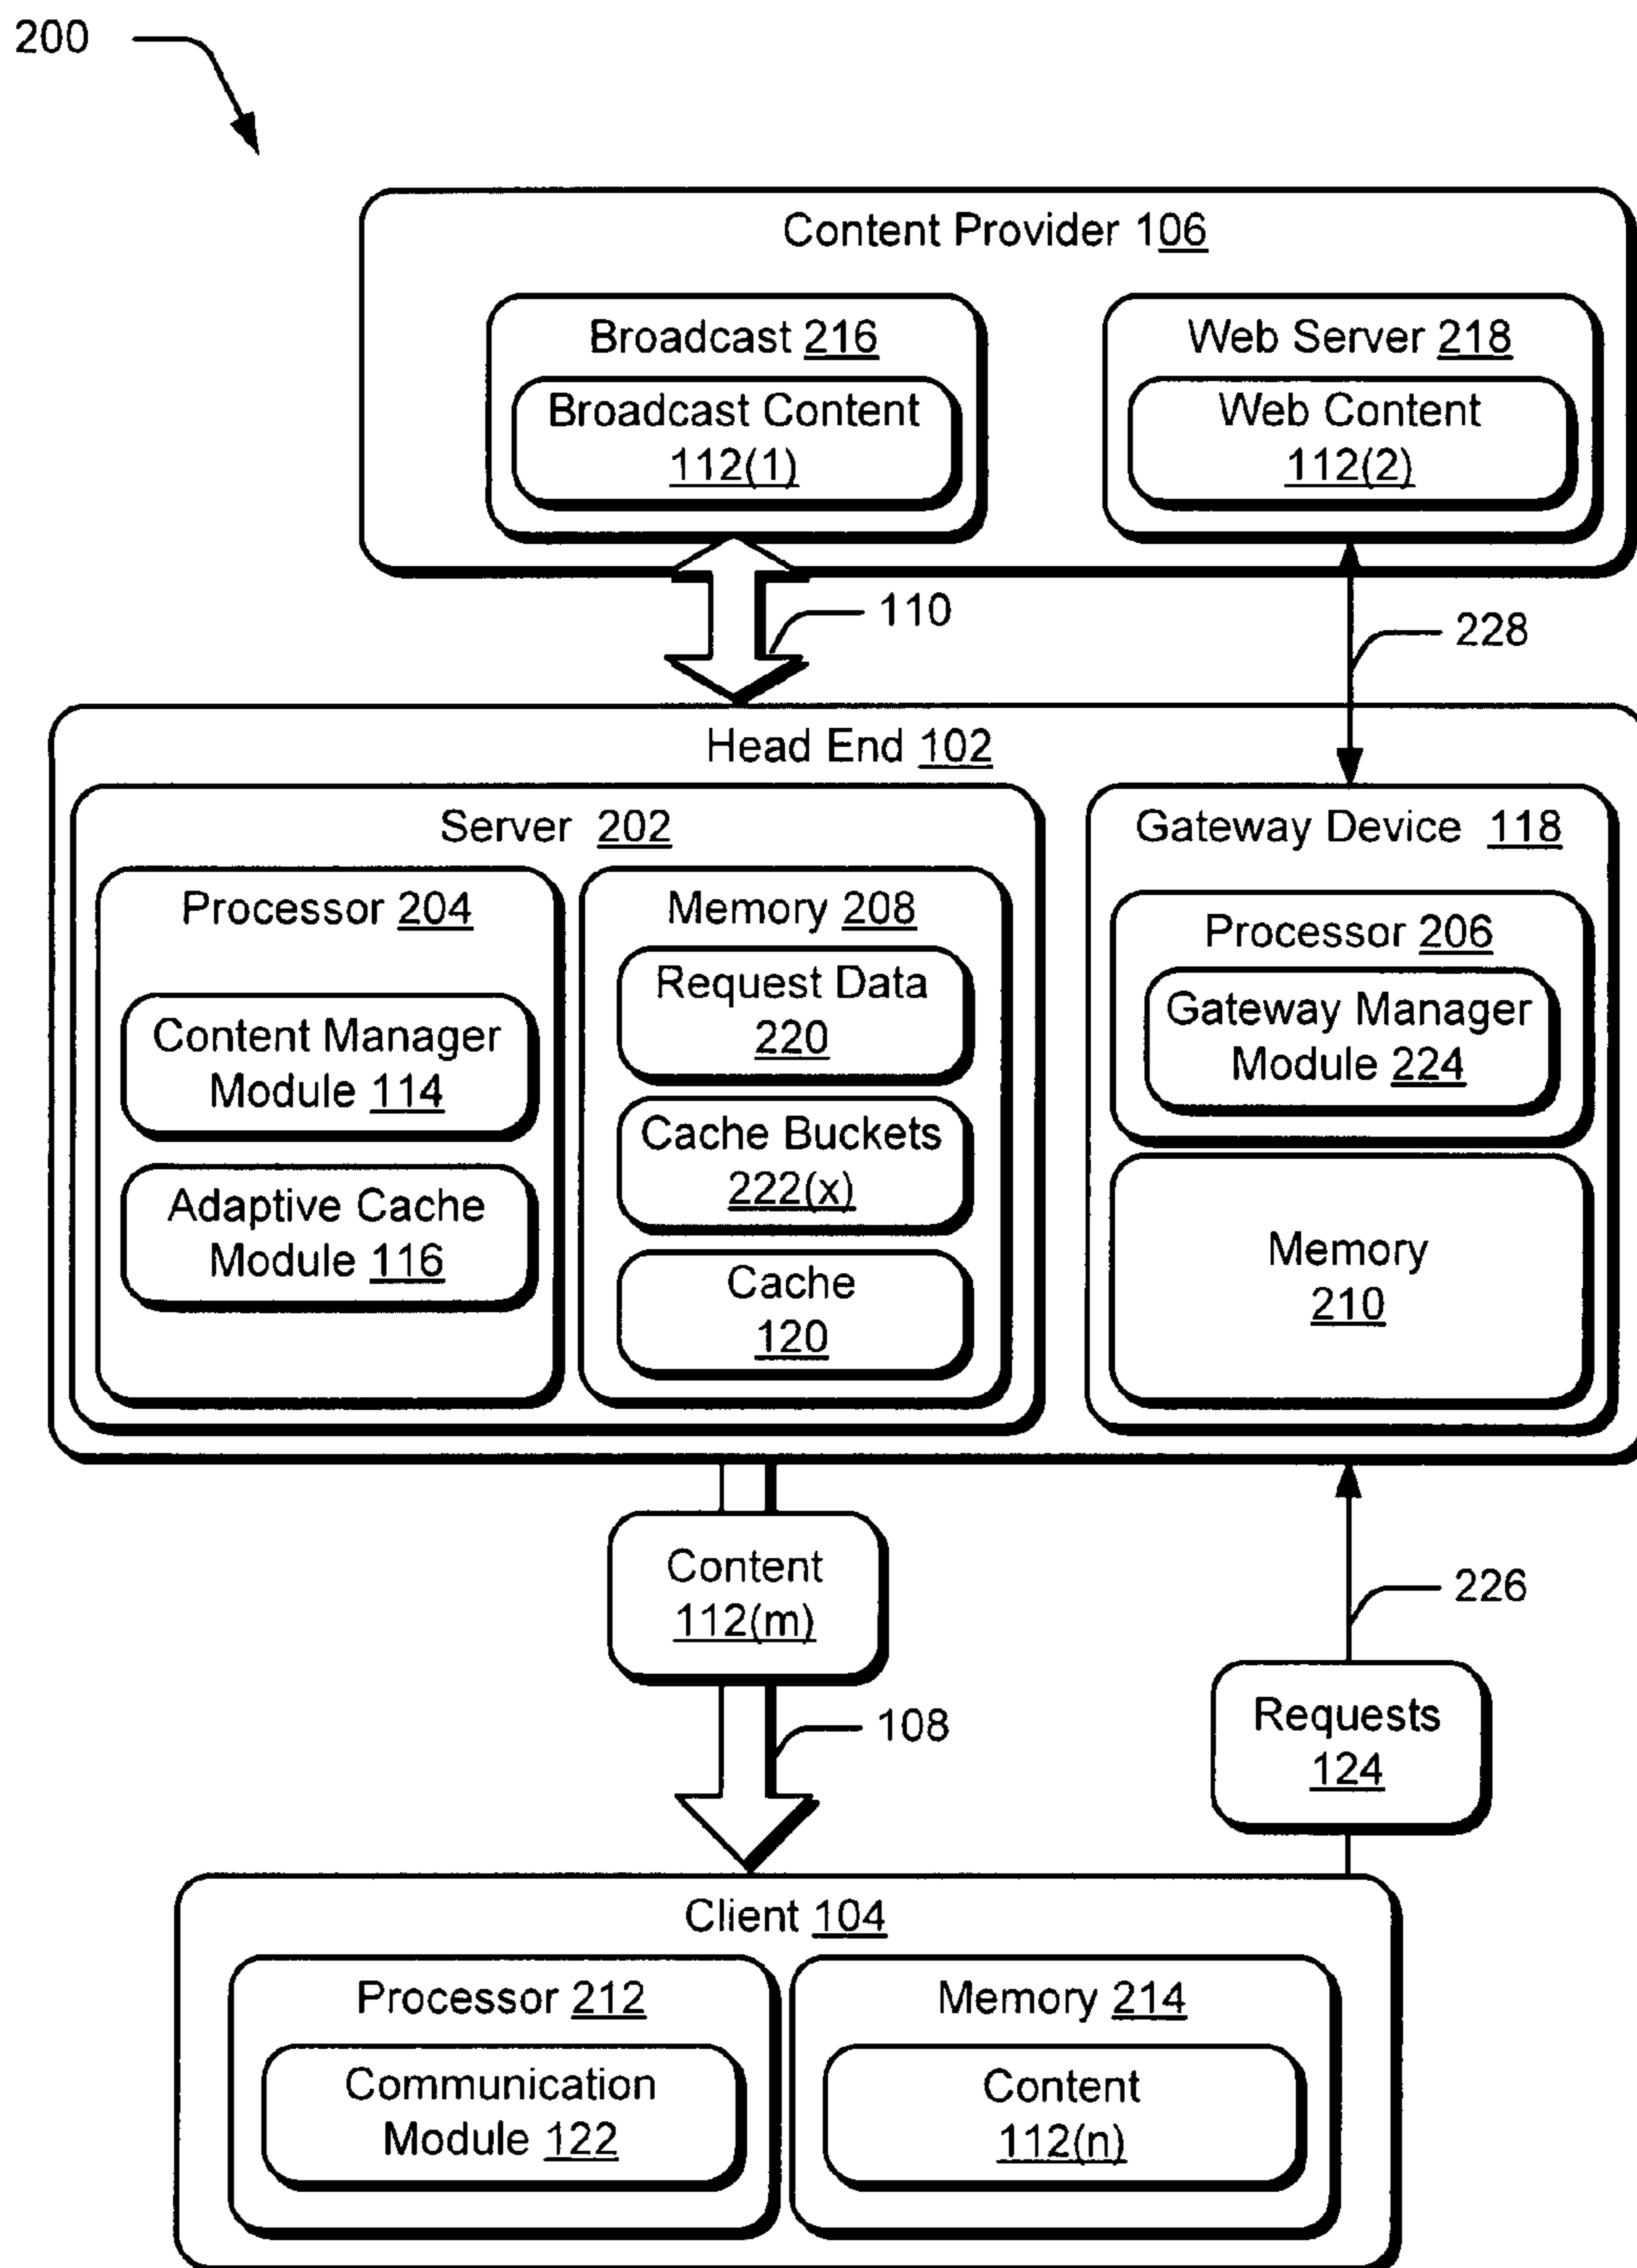 200
Content Provider 106
Broadcast 216
Broadcast Content
112(1)
Web Server 218
Web Content
112(2)
110
228
Head End 102
Server 202
Processor 204
Content Manager
Module 114
Adaptive Cache
Module 116
Memory 208
Request Data
220
Cache Buckets
222(x)
Cache
120
Gateway Device 118
Processor 206
Gateway Manager
Module 224
Memory
210
Content
112(m)
108
226
Requests
124
Client 104
Processor 212
Communication
Module 122
Memory 214
Content
112(n)